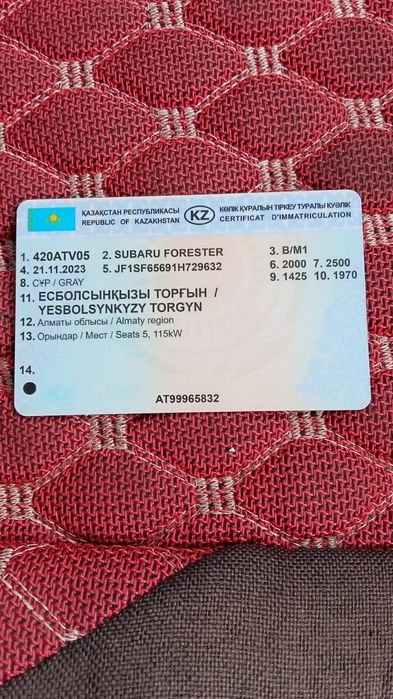 ҚАЗАҚСТАН РЕСПУБЛИКАСЫ KZ КӨЛІК ҚҰРАЛЫН ТІРКЕУ ТУРАЛЫ КУӘЛІК
REPUBLIC OF KAZAKHSTAN CERTIFICAT D'IMMATRICULATION
1. 420ATV05 2. SUBARU FORESTER 3. B/M1
4. 21.11.2023 5. JF1SF65691H729632 6. 2000 7. 2500
8. СҰР / GRAY 9. 1425 10. 1970
11. ЕСБОЛСЫНҚЫЗЫ ТОРҒЫН /
YESBOLSYNKYZY TORGYN
12. Алматы облысы / Almaty region
13. Орындар / Мест / Seats 5, 115kW
14.
AT99965832